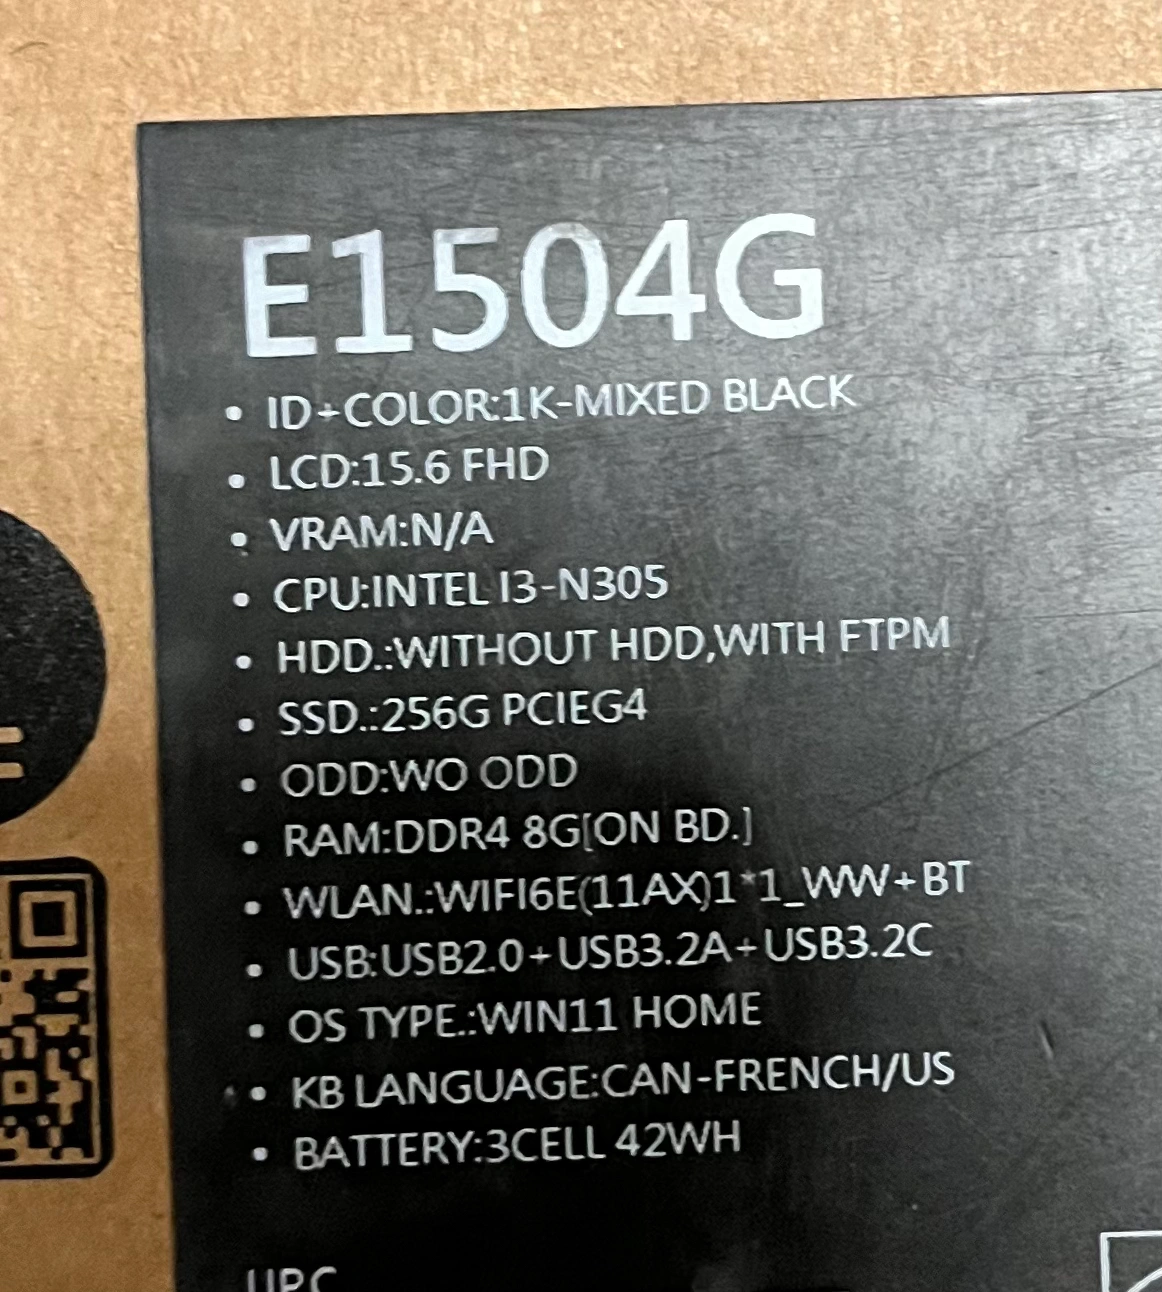 E1504G
• ID+COLOR:1K-MIXED BLACK
• LCD:15.6 FHD
• VRAM:N/A
• CPU:INTEL I3-N305
• HDD.:WITHOUT HDD,WITH FTPM
• SSD.:256G PCIEG4
• ODD:WO ODD
• RAM:DDR4 8G[ON BD.]
• WLAN.:WIFI6E(11AX)1*1_WW+BT
• USB:USB2.0+USB3.2A+USB3.2C
• OS TYPE.:WIN11 HOME
• KB LANGUAGE:CAN-FRENCH/US
• BATTERY:3CELL 42WH
UPC